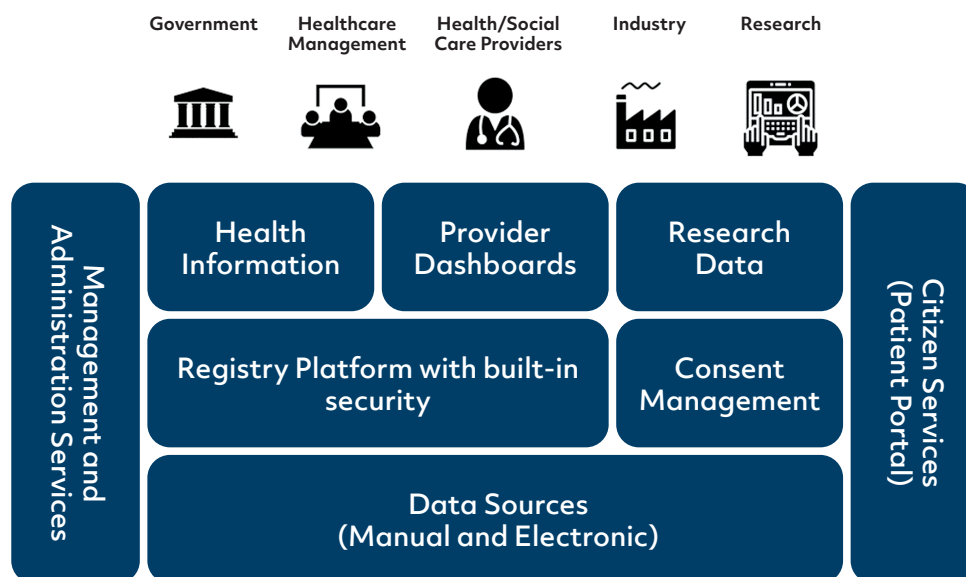 Government
Healthcare
Management
Health/Social
Care Providers
Industry
Research
Management and
Administration Services
Health
Information
Provider
Dashboards
Research
Data
Registry Platform with built-in
security
Consent
Management
Data Sources
(Manual and Electronic)
Citizen Services
(Patient Portal)